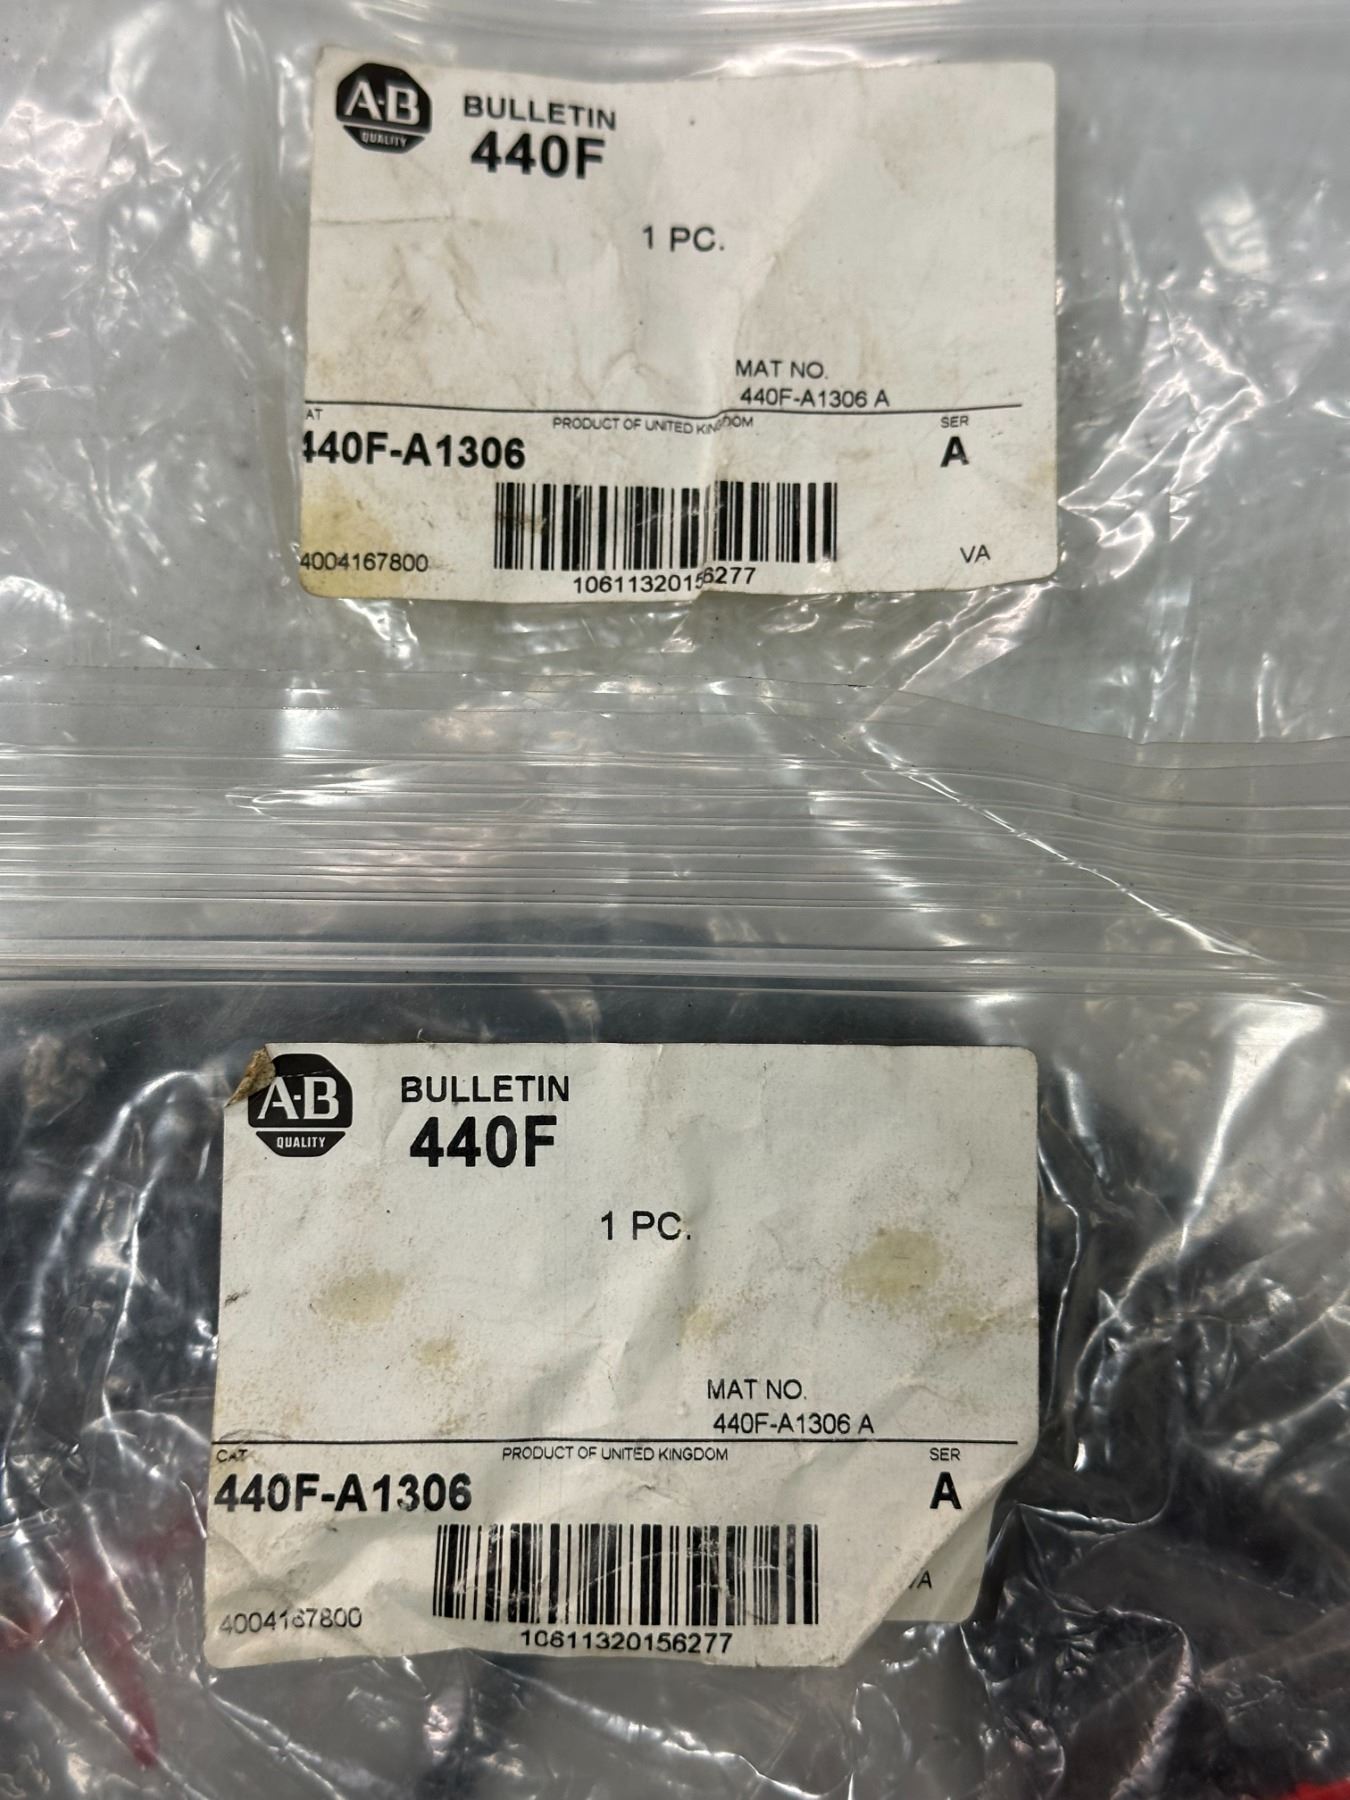 A-B
QUALITY
BULLETIN
440F
1 PC.
MAT NO.
440F-A1306 A
AT
PRODUCT OF UNITED KINGDOM
SER
440F-A1306
A
4004167800
10611320156277
VA
A-B
QUALITY
BULLETIN
440F
1 PC.
MAT NO.
440F-A1306 A
CAT
PRODUCT OF UNITED KINGDOM
SER
440F-A1306
A
4004167800
10611320156277
/A